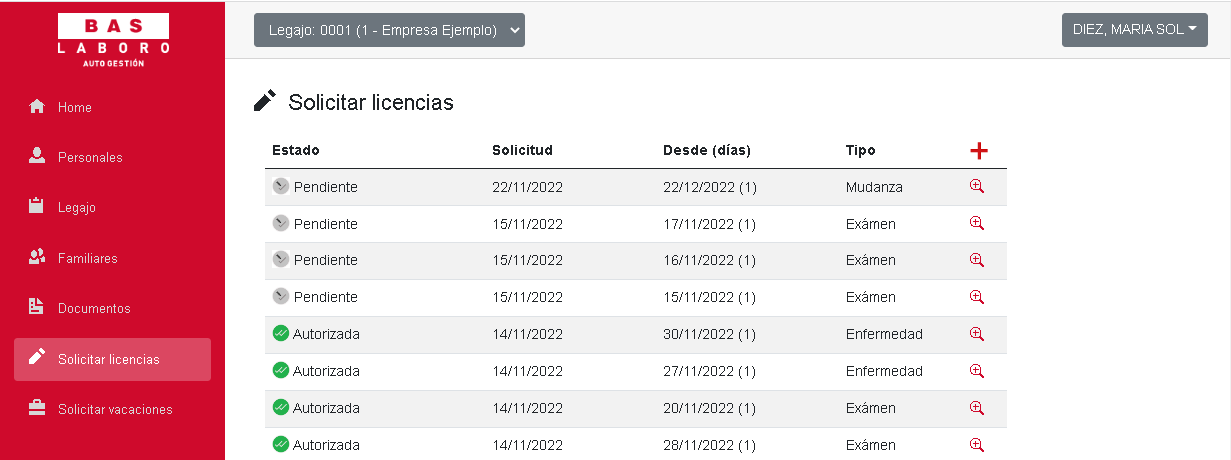 BAS
LABORO
AUTOGESTIÓN
Home
Personales
Legajo
Familiares
Documentos
Solicitar licencias
Solicitar vacaciones
Legajo: 0001 (1 - Empresa Ejemplo)
DIEZ, MARIA SOL
Solicitar licencias
Estado Solicitud Desde (días) Tipo
Pendiente 22/11/2022 22/12/2022 (1) Mudanza
Pendiente 15/11/2022 17/11/2022 (1) Exámen
Pendiente 15/11/2022 16/11/2022 (1) Exámen
Pendiente 15/11/2022 15/11/2022 (1) Exámen
Autorizada 14/11/2022 30/11/2022 (1) Enfermedad
Autorizada 14/11/2022 27/11/2022 (1) Enfermedad
Autorizada 14/11/2022 20/11/2022 (1) Exámen
Autorizada 14/11/2022 28/11/2022 (1) Exámen